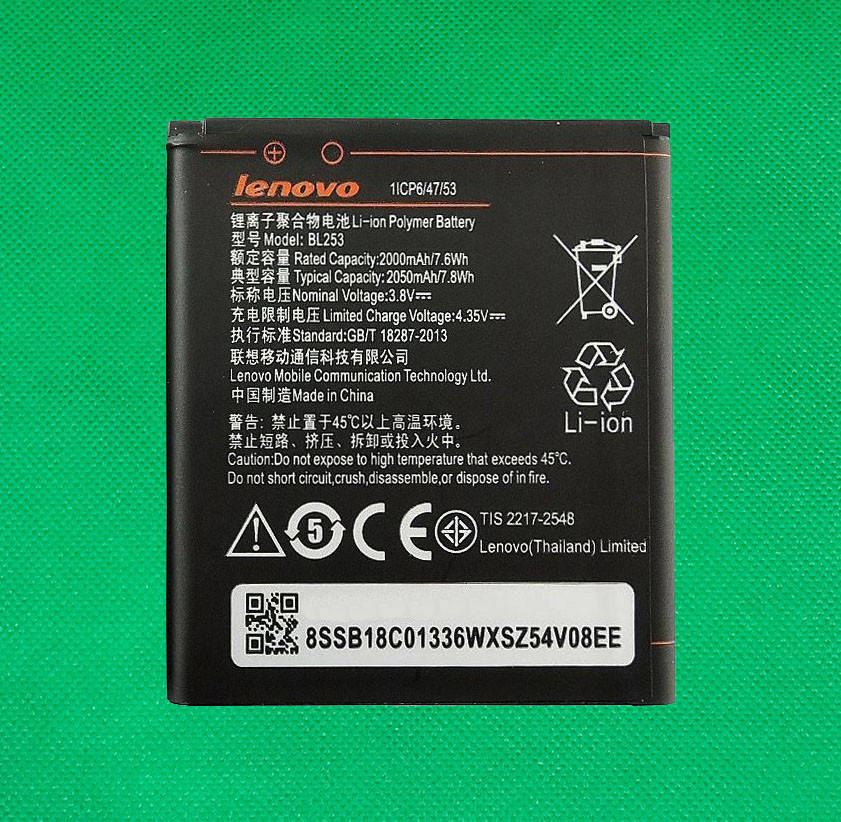 lenovo 1ICP6/47/53
锂离子聚合物电池Li-ion Polymer Battery
型号Model: BL253
额定容量 Rated Capacity:2000mAh/7.6Wh
典型容量 Typical Capacity:2050mAh/7.8Wh
标称电压Nominal Voltage:3.8V⎓
充电限制电压 Limited Charge Voltage:4.35V⎓
执行标准Standard:GB/T 18287-2013
联想移动通信科技有限公司
Lenovo Mobile Communication Technology Ltd.
中国制造Made in China
Li-ion
警告: 禁止置于45℃以上高温环境。
禁止短路、挤压、拆卸或投入火中。
Caution:Do not expose to high temperature that exceeds 45℃.
Do not short circuit,crush,disassemble,or dispose of in fire.
5 CE TIS 2217-2548
Lenovo(Thailand) Limited
8SSB18C01336WXSZ54V08EE